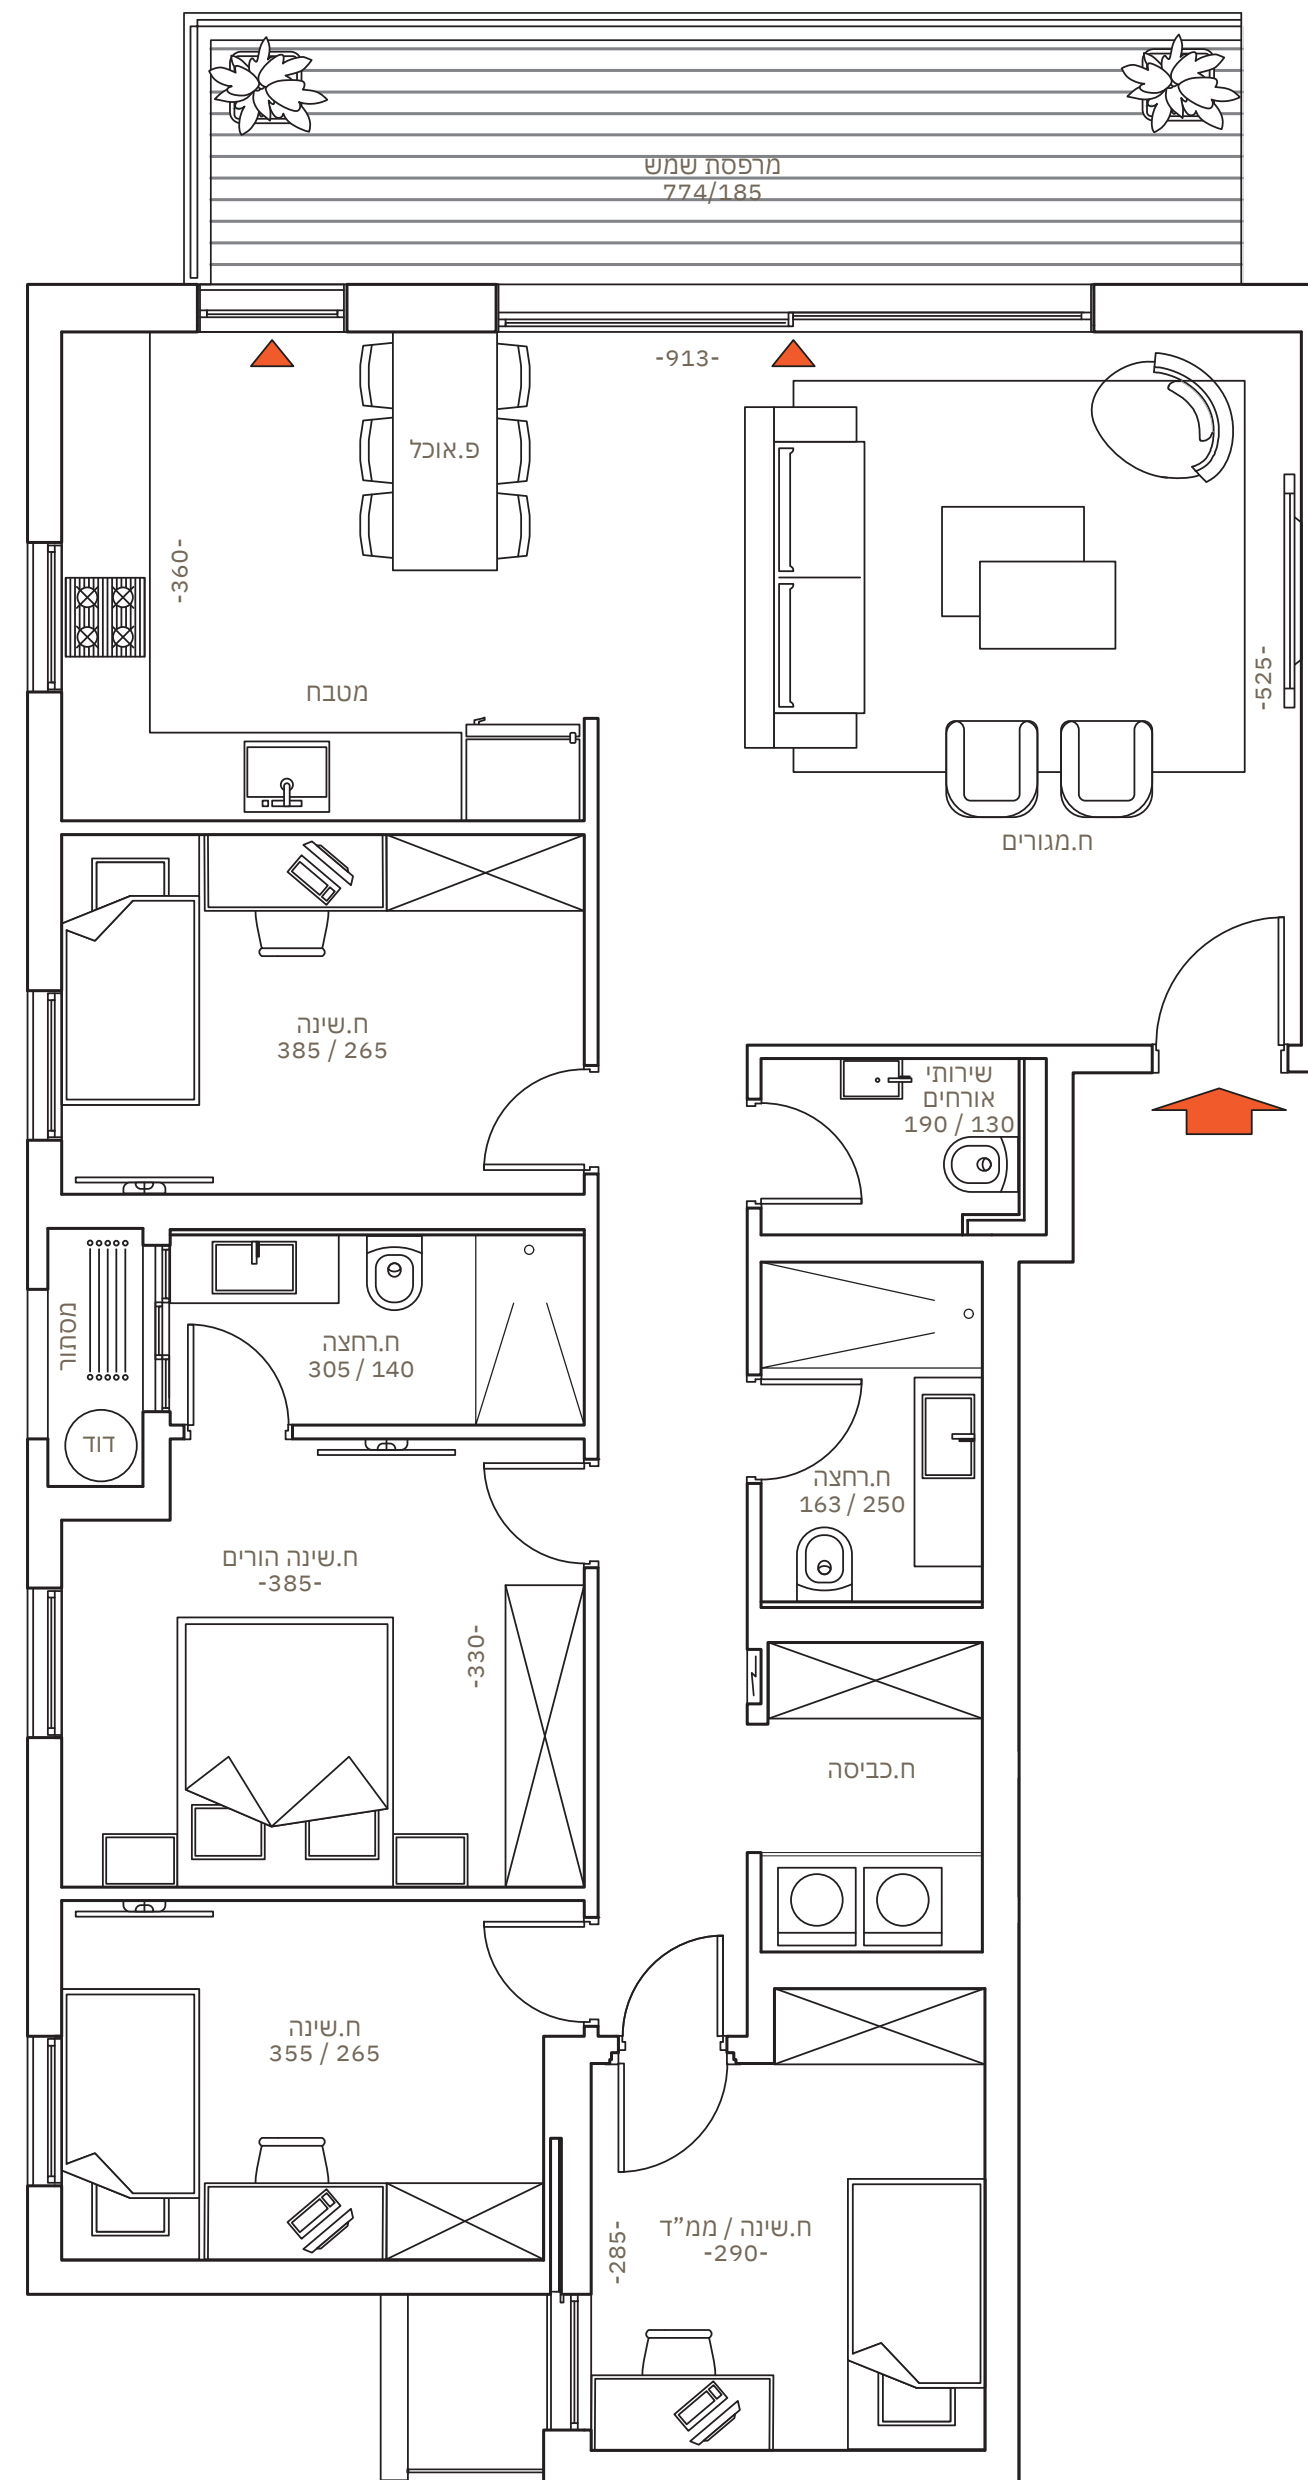 מרפסת שמש
774/185
-913-
פ.אוכל
-360-
מטבח
-525-
ח.מגורים
ח.שינה
385 / 265
שירותי
אורחים
190 / 130
מסתור
ח.רחצה
305 / 140
דוד
ח.רחצה
163 / 250
ח.שינה הורים
-385-
-330-
ח.כביסה
ח.שינה
355 / 265
ח.שינה / ממ”ד
-290-
-285-